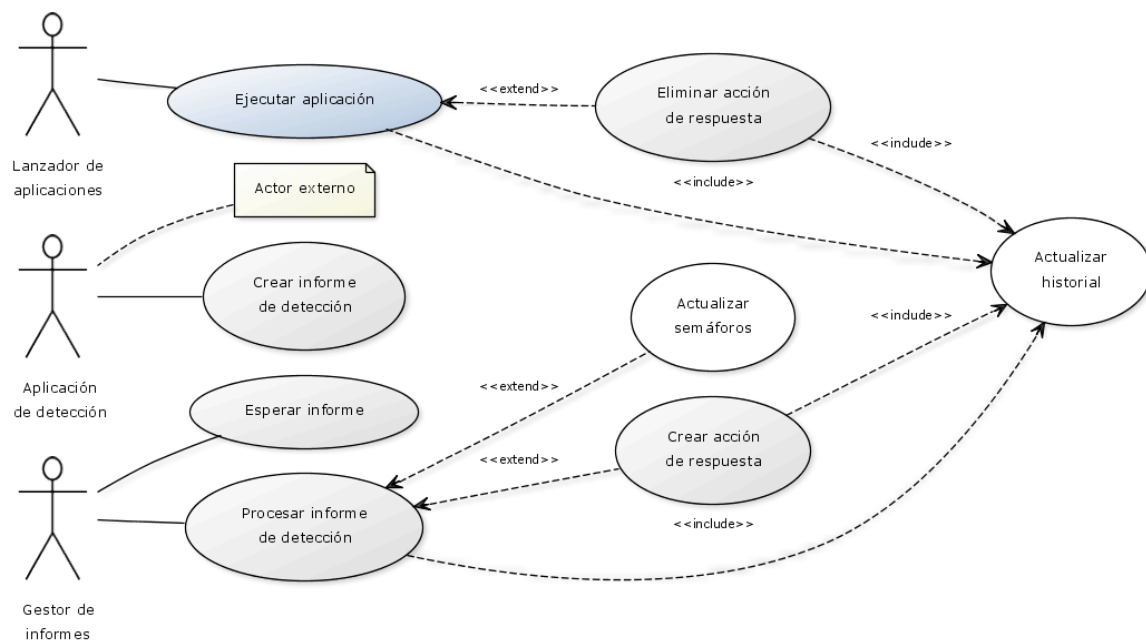 Lanzador de
aplicaciones
Ejecutar aplicación
<<extend>>
Eliminar acción
de respuesta
<<include>>
<<include>>
Actor externo
Aplicación
de detección
Crear informe
de detección
Actualizar
historial
Actualizar
semáforos
<<include>>
<<extend>>
Esperar informe
Crear acción
de respuesta
<<extend>>
Gestor de
informes
Procesar informe
de detección
<<include>>